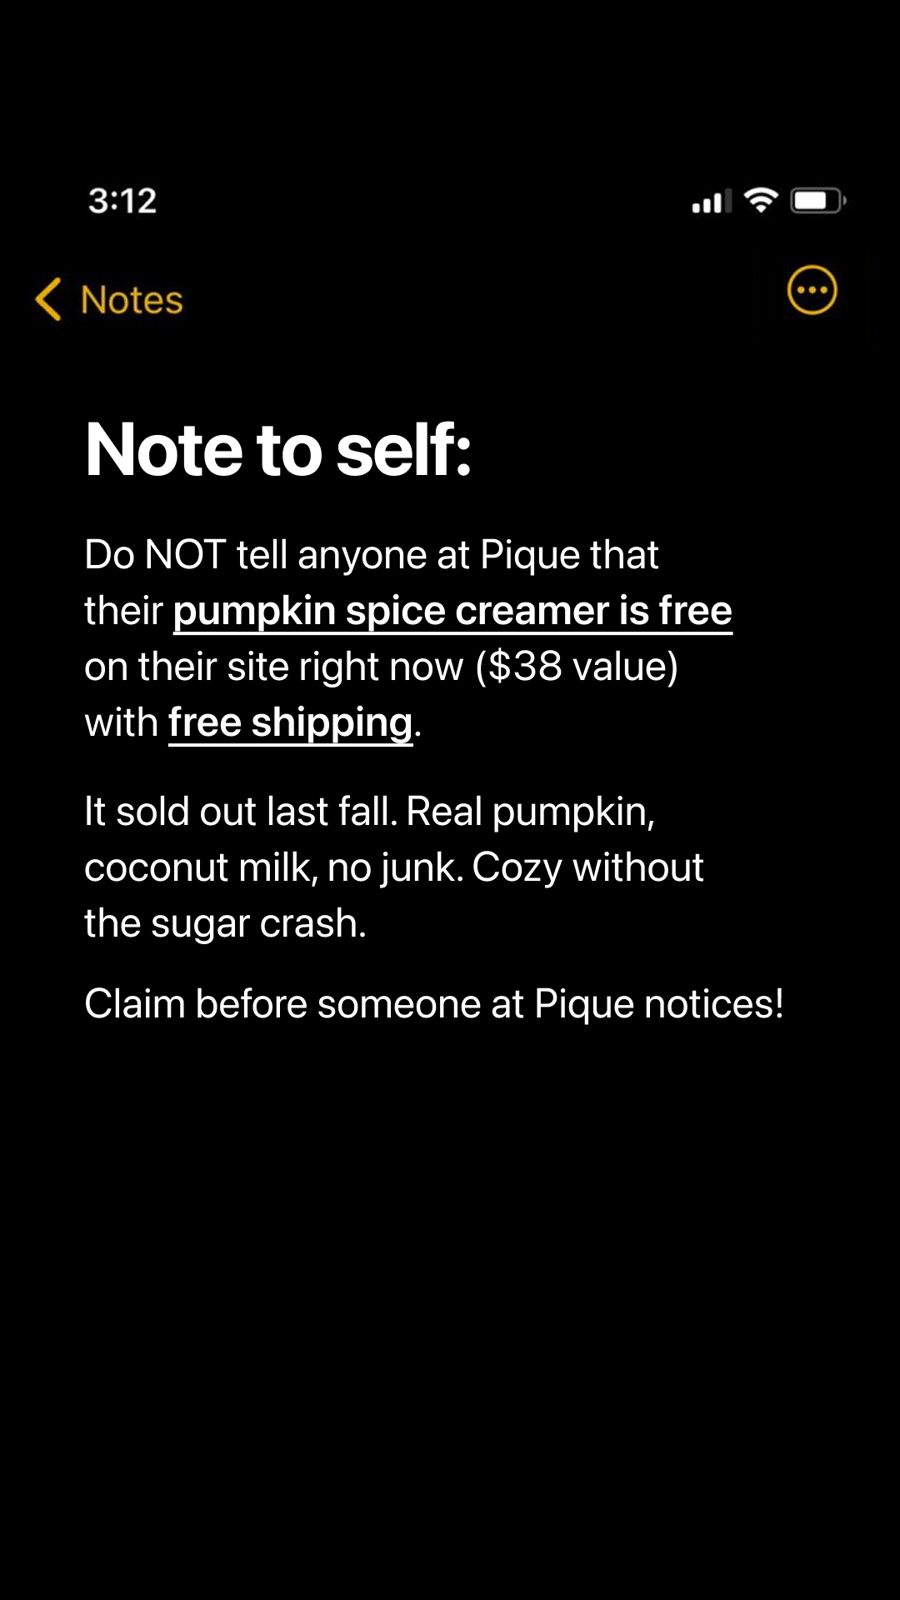 3:12
Notes
Note to self:
Do NOT tell anyone at Pique that
their pumpkin spice creamer is free
on their site right now ($38 value)
with free shipping.
It sold out last fall. Real pumpkin,
coconut milk, no junk. Cozy without
the sugar crash.
Claim before someone at Pique notices!